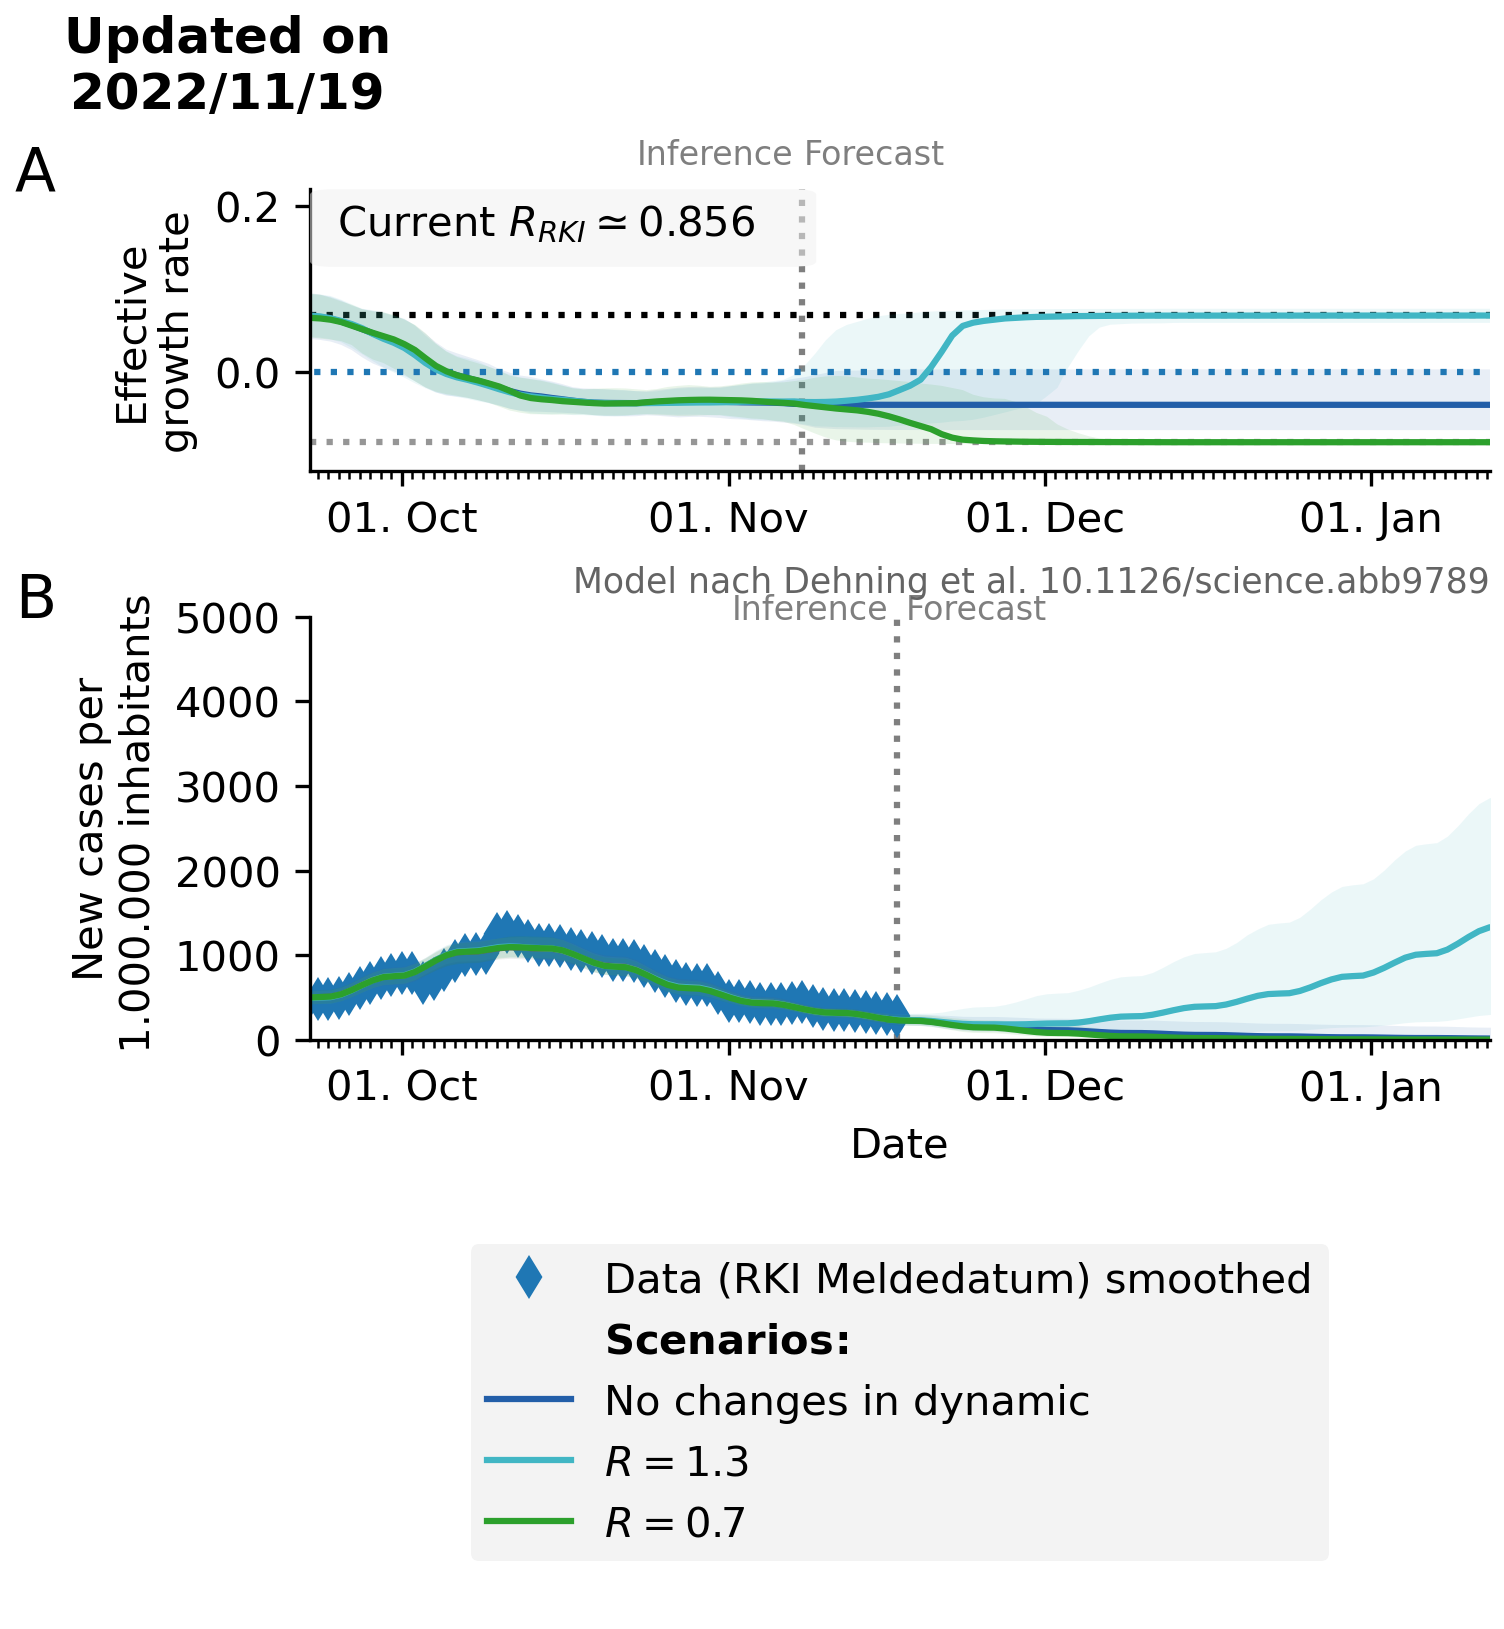 Updated on
2022/11/19
A
Inference Forecast
Effective
growth rate
0.2
0.0
Current R_RKI ≃ 0.856
01. Oct 01. Nov 01. Dec 01. Jan
Model nach Dehning et al. 10.1126/science.abb9789
B
Inference Forecast
New cases per
1.000.000 inhabitants
5000
4000
3000
2000
1000
0
01. Oct 01. Nov 01. Dec 01. Jan
Date
Data (RKI Meldedatum) smoothed
Scenarios:
No changes in dynamic
R = 1.3
R = 0.7